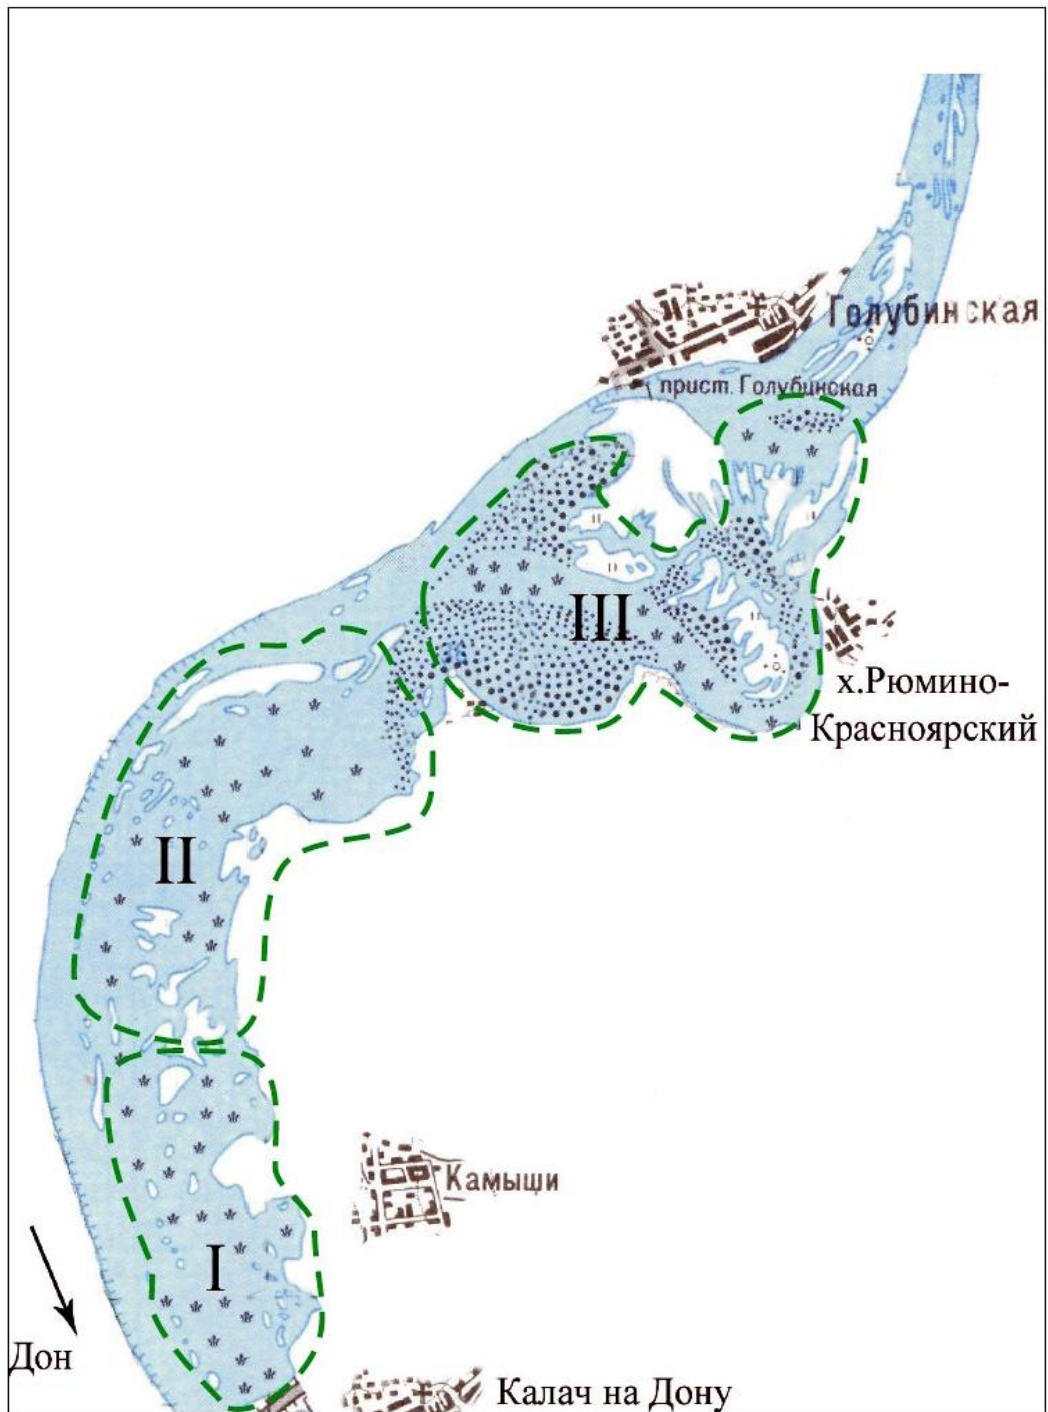 Голубинская
прист. Голубинская
III
х.Рюмино-
Красноярский
II
Камыши
I
Дон
Калач на Дону